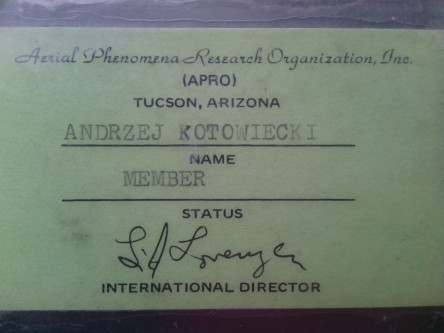 Aerial Phenomena Research Organization, Inc.
(APRO)
TUCSON, ARIZONA
ANDRZEJ KOTOWIECKI
NAME
MEMBER
STATUS
INTERNATIONAL DIRECTOR